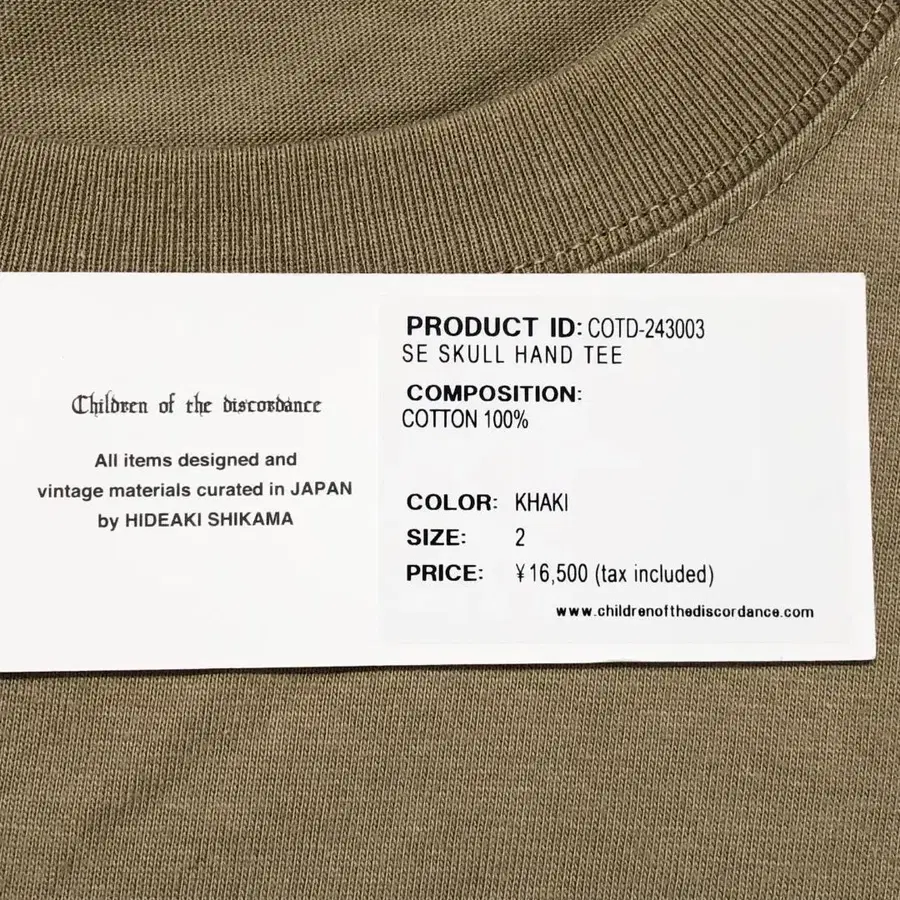 Children of the discordance
All items designed and
vintage materials curated in JAPAN
by HIDEAKI SHIKAMA
PRODUCT ID: COTD-243003
SE SKULL HAND TEE
COMPOSITION:
COTTON 100%
COLOR: KHAKI
SIZE: 2
PRICE: ¥16,500 (tax included)
www.childrenofthediscordance.com